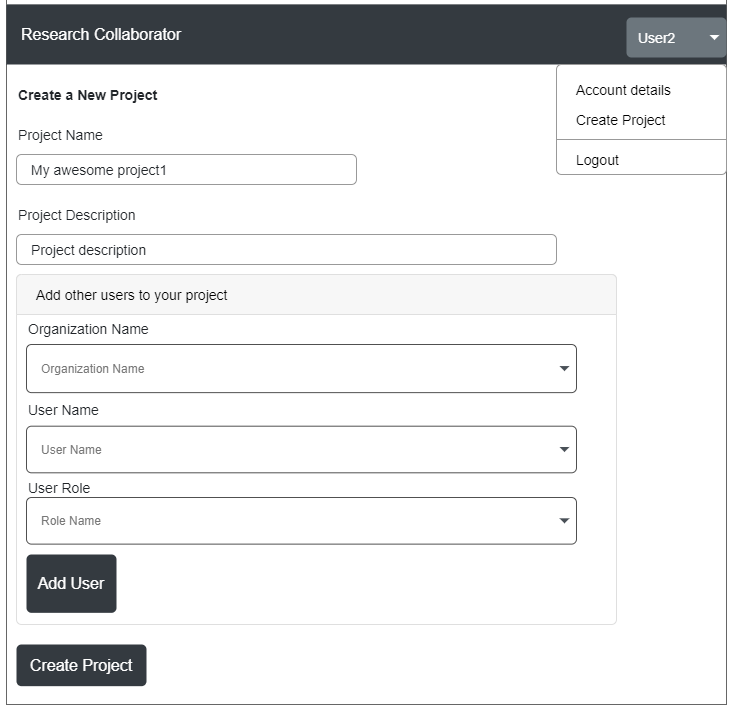 Research Collaborator
User2
Account details
Create Project
Logout
Create a New Project
Project Name
My awesome project1
Project Description
Project description
Add other users to your project
Organization Name
Organization Name
User Name
User Name
User Role
Role Name
Add User
Create Project